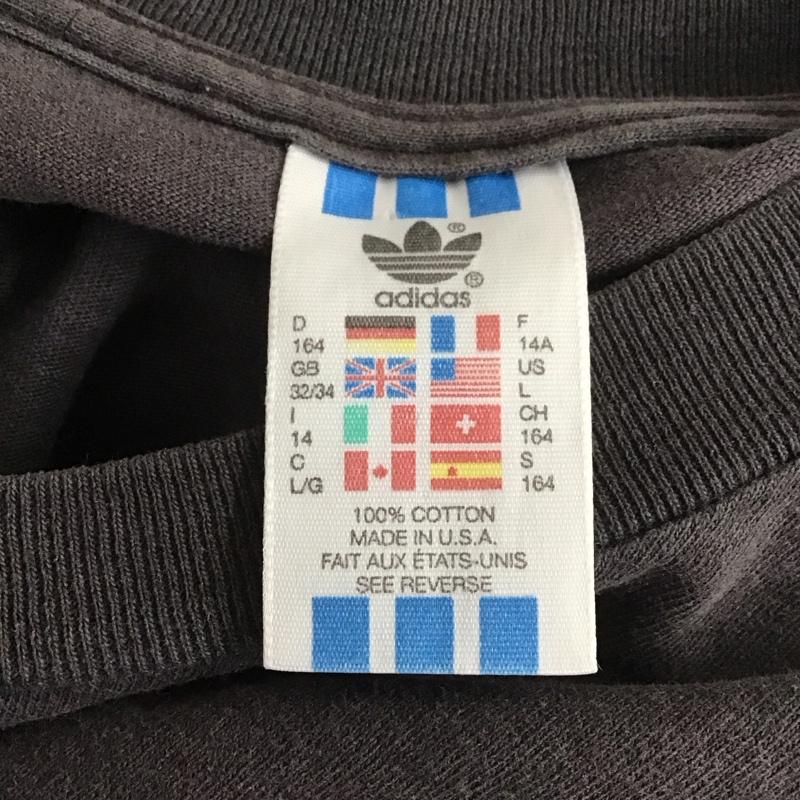 ®
®
adidas
D
164
F
14A
GB
32/34
US
L
I
14
CH
164
C
L/G
S
164
100% COTTON
MADE IN U.S.A.
FAIT AUX ÉTATS-UNIS
SEE REVERSE